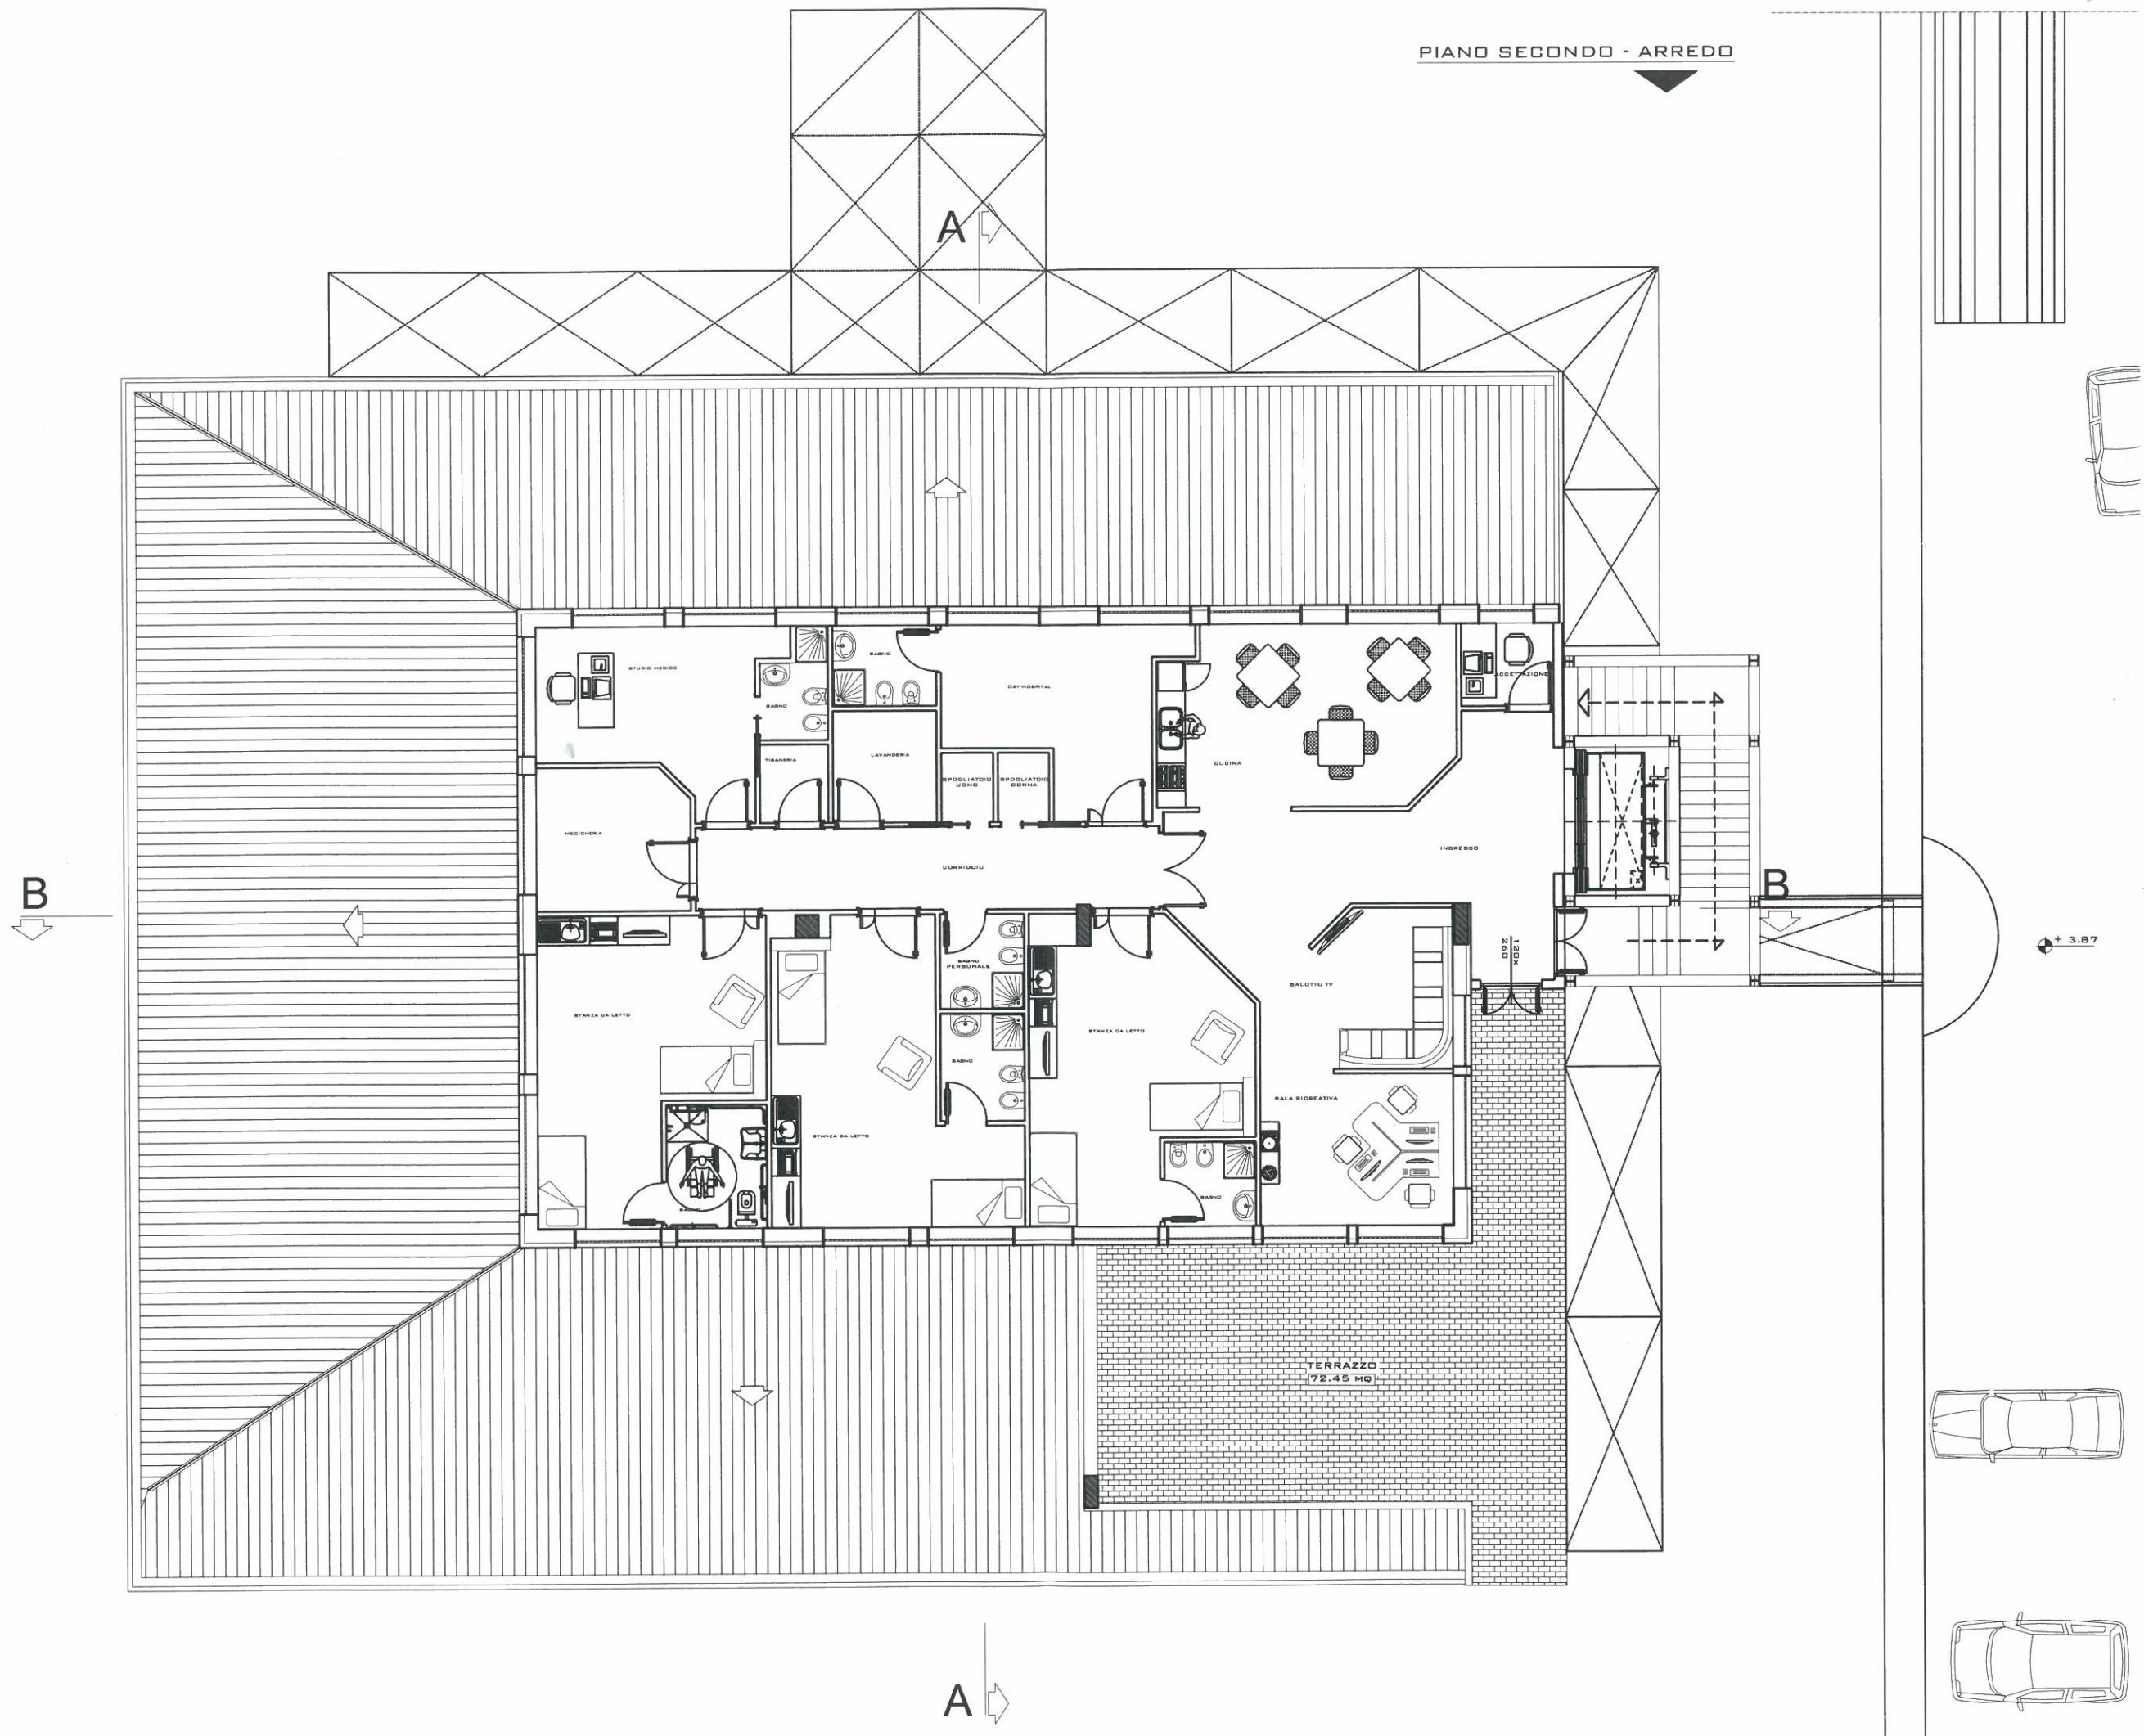 PIANO SECONDO - ARREDO
A
STUDIO MEDICO
BAGNO
DAY-HOSPITAL
ACCETTAZIONE
BAGNO
TISANERIA
LAVANDERIA
SPOGLIATOIO
UOMO
SPOGLIATOIO
DONNA
CUCINA
MEDICHERIA
CORRIDOIO
INGRESSO
B
B
+ 3.87
BAGNO
PERSONALE
120x
260
SALOTTO TV
STANZA DA LETTO
STANZA DA LETTO
BAGNO
SALA RICREATIVA
STANZA DA LETTO
BAGNO
BAGNO
TERRAZZO
72.45 MQ
A